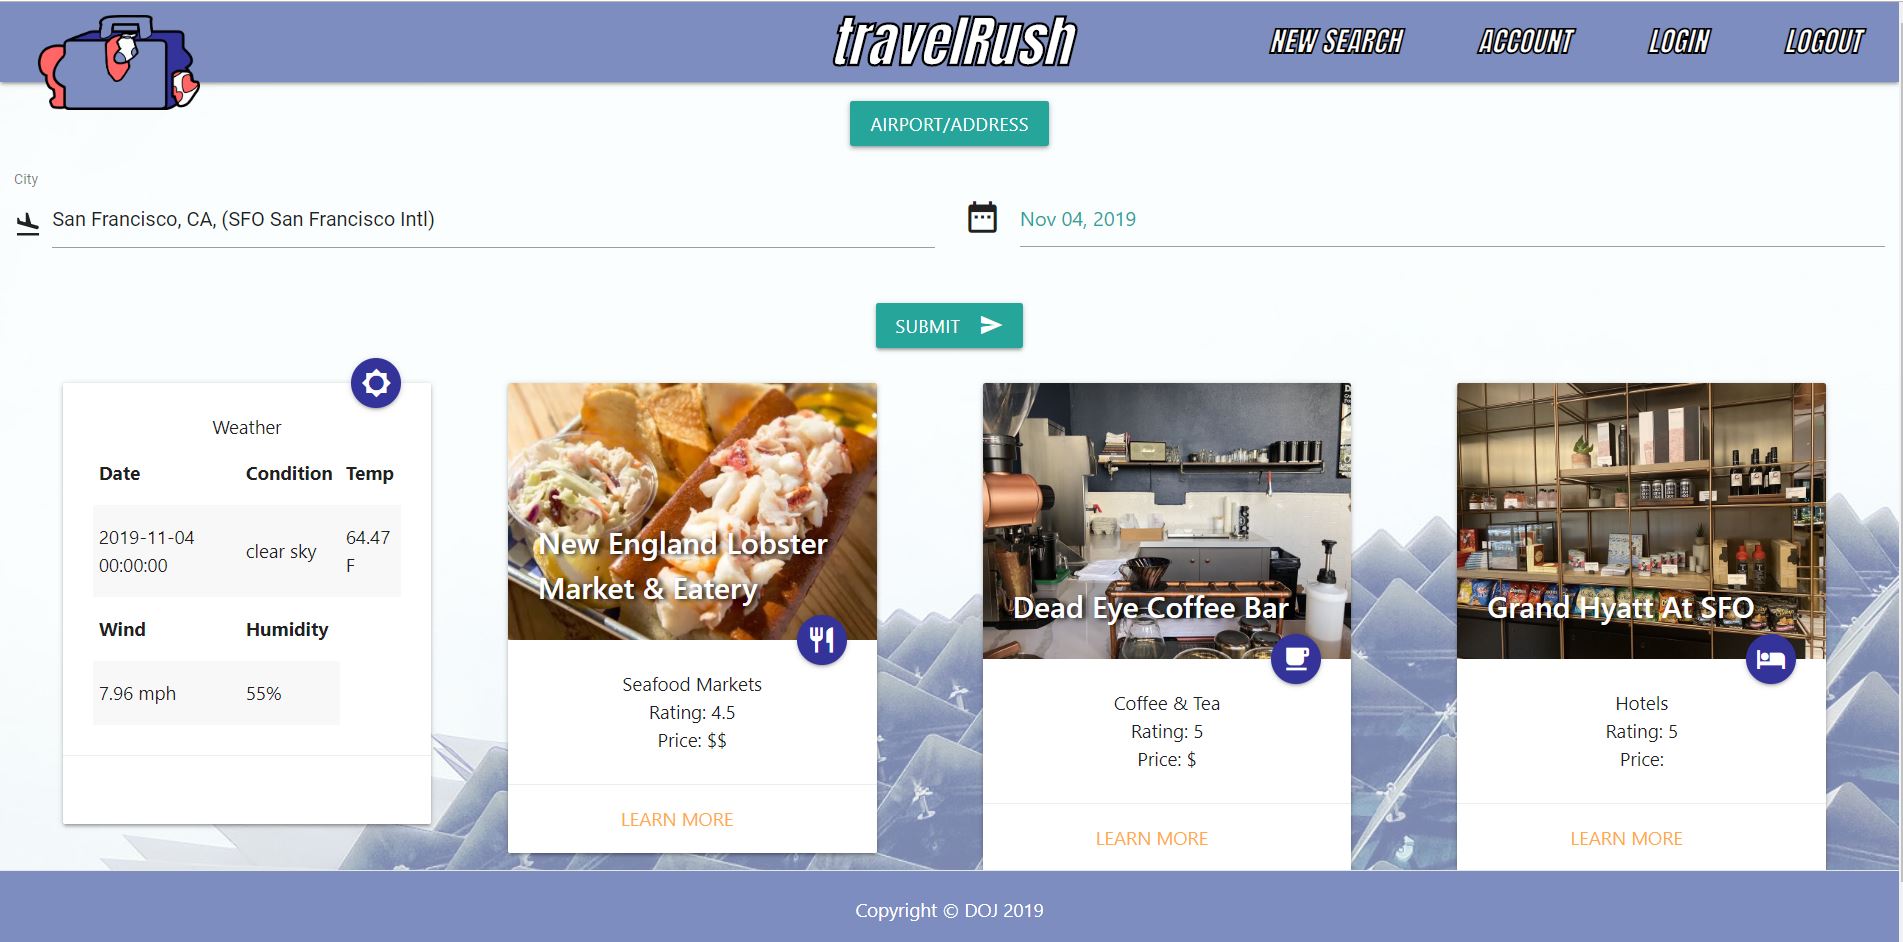 travelRush
NEW SEARCH
ACCOUNT
LOGIN
LOGOUT
AIRPORT/ADDRESS
City
San Francisco, CA, (SFO San Francisco Intl)
Nov 04, 2019
SUBMIT
Weather
Date Condition Temp
2019-11-04
00:00:00
clear sky
64.47
F
Wind Humidity
7.96 mph 55%
New England Lobster
Market & Eatery
Seafood Markets
Rating: 4.5
Price: $$
LEARN MORE
Dead Eye Coffee Bar
Coffee & Tea
Rating: 5
Price: $
LEARN MORE
Grand Hyatt At SFO
Hotels
Rating: 5
Price:
LEARN MORE
Copyright © DOJ 2019